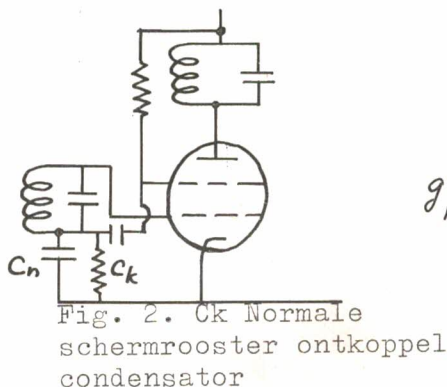 Cn
Ck
g
Fig. 2. Ck Normale
schermrooster ontkoppel
condensator